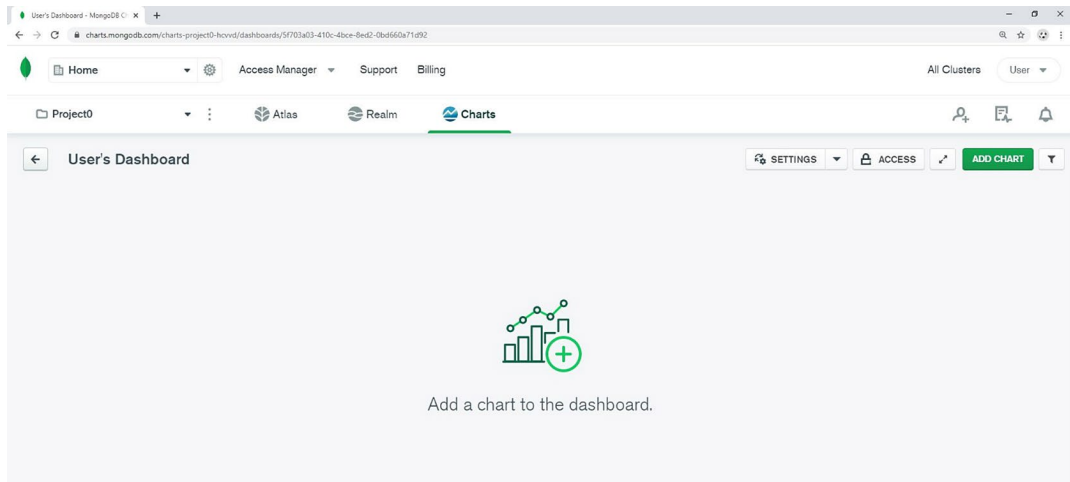 User's Dashboard - MongoDB Ch
charts.mongodb.com/charts-project0-hcvvd/dashboards/5f703a03-410c-4bce-8ed2-0bd660a71d92
Home Access Manager Support Billing All Clusters User
Project0 Atlas Realm Charts
User's Dashboard SETTINGS ACCESS ADD CHART
Add a chart to the dashboard.